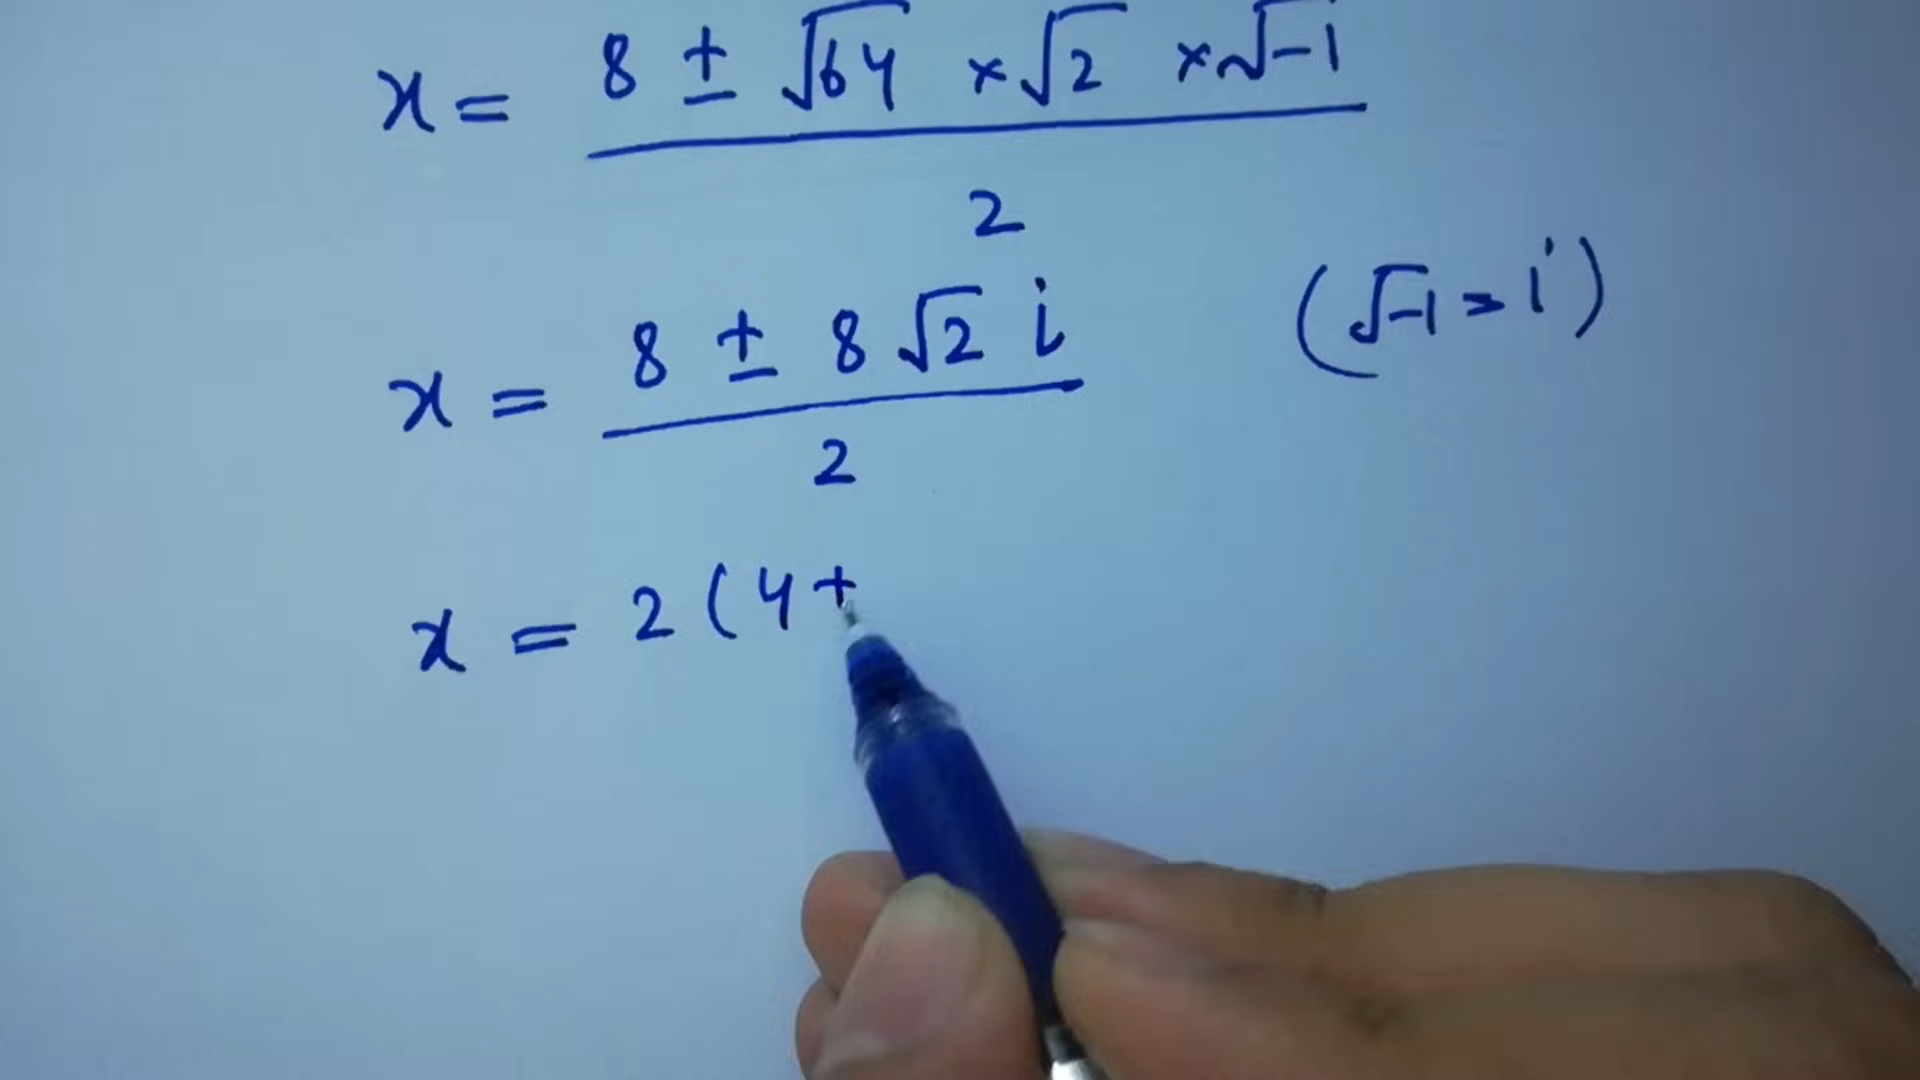 x = 8 ± √64 × √2 × √-1
2
x = 8 ± 8√2 i
2
(√-1 = i)
x = 2 (4 +